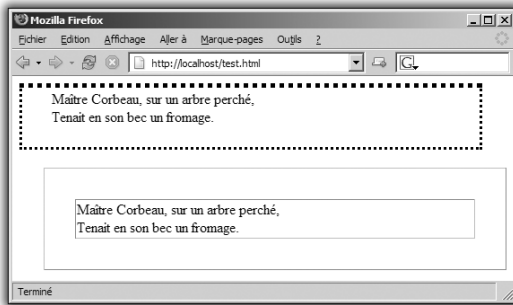 Mozilla Firefox
Fichier Edition Affichage Aller à Marque-pages Outils ?
http://localhost/test.html G
Maître Corbeau, sur un arbre perché,
Tenait en son bec un fromage.
Maître Corbeau, sur un arbre perché,
Tenait en son bec un fromage.
Terminé